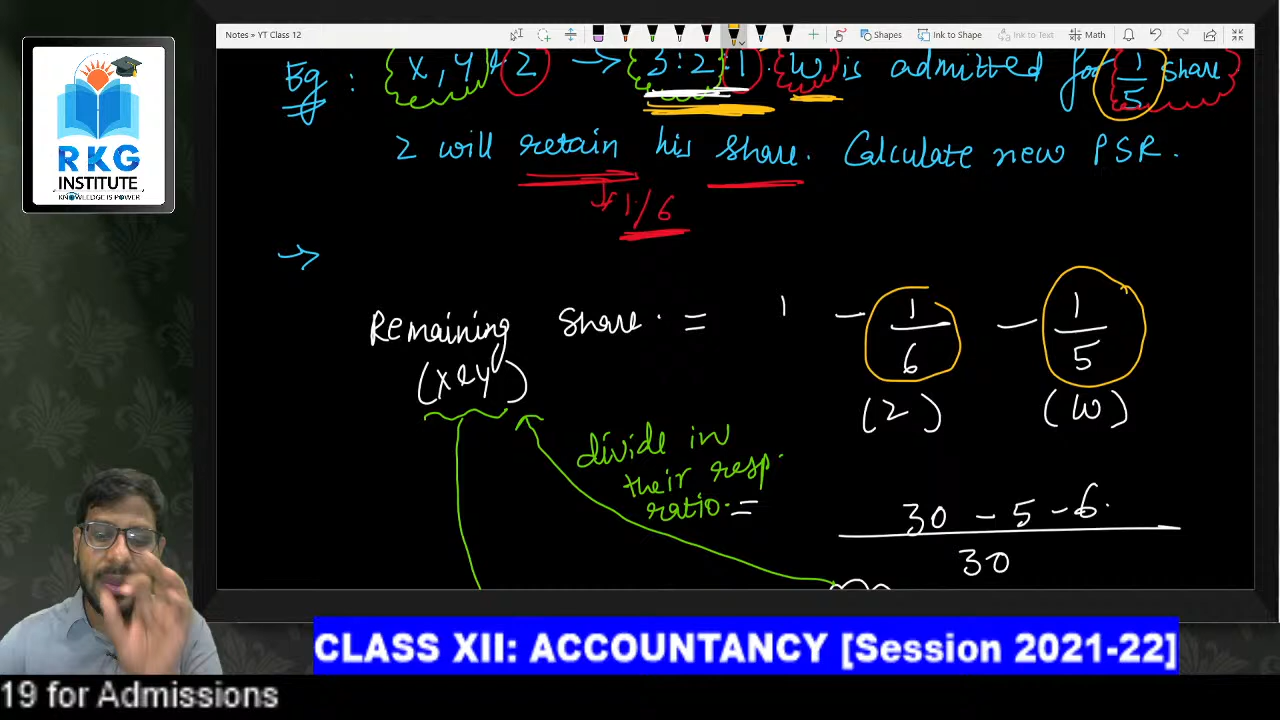 Notes » YT Class 12
Shapes
Ink to Shape
Ink to Text
Math
RKG
INSTITUTE
KNOWLEDGE IS POWER
Eg : X, Y & Z → 3:2:1. W is admitted for 1/5 share
Z will retain his share. Calculate new PSR.
1/6
→
Remaining share. = 1 - 1/6 - 1/5
(X & Y) (Z) (W)
divide in
their resp.
ratio. =
30 - 5 - 6.
30
CLASS XII: ACCOUNTANCY [Session 2021-22]
19 for Admissions